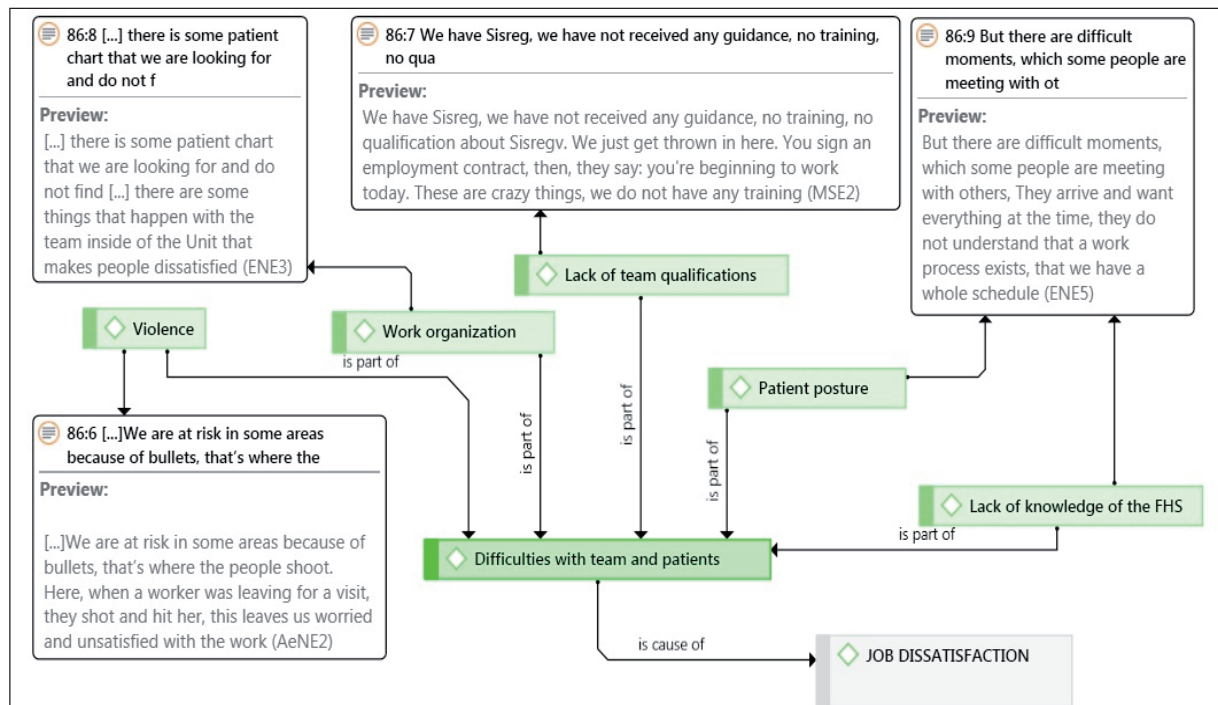 86:8 [...] there is some patient
chart that we are looking for
and do not f
Preview:
[...] there is some patient chart
that we are looking for and do
not find [...] there are some
things that happen with the
team inside of the Unit that
makes people dissatisfied (ENE3)
86:7 We have Sisreg, we have not received any guidance, no training,
no qua
Preview:
We have Sisreg, we have not received any guidance, no training, no
qualification about Sisregv. We just get thrown in here. You sign an
employment contract, then, they say: you're beginning to work
today. These are crazy things, we do not have any training (MSE2)
86:9 But there are difficult
moments, which some people are
meeting with ot
Preview:
But there are difficult moments,
which some people are meeting
with others, They arrive and want
everything at the time, they do
not understand that a work
process exists, that we have a
whole schedule (ENE5)
Lack of team qualifications
Violence
Work organization
is part of
Patient posture
is part of
is part of
is part of
86:6 [...]We are at risk in some areas
because of bullets, that's where the
Preview:
[...]We are at risk in some areas because of
bullets, that's where the people shoot.
Here, when a worker was leaving for a visit,
they shot and hit her, this leaves us worried
and unsatisfied with the work (AeNE2)
Lack of knowledge of the FHS
is part of
Difficulties with team and patients
is cause of
JOB DISSATISFACTION